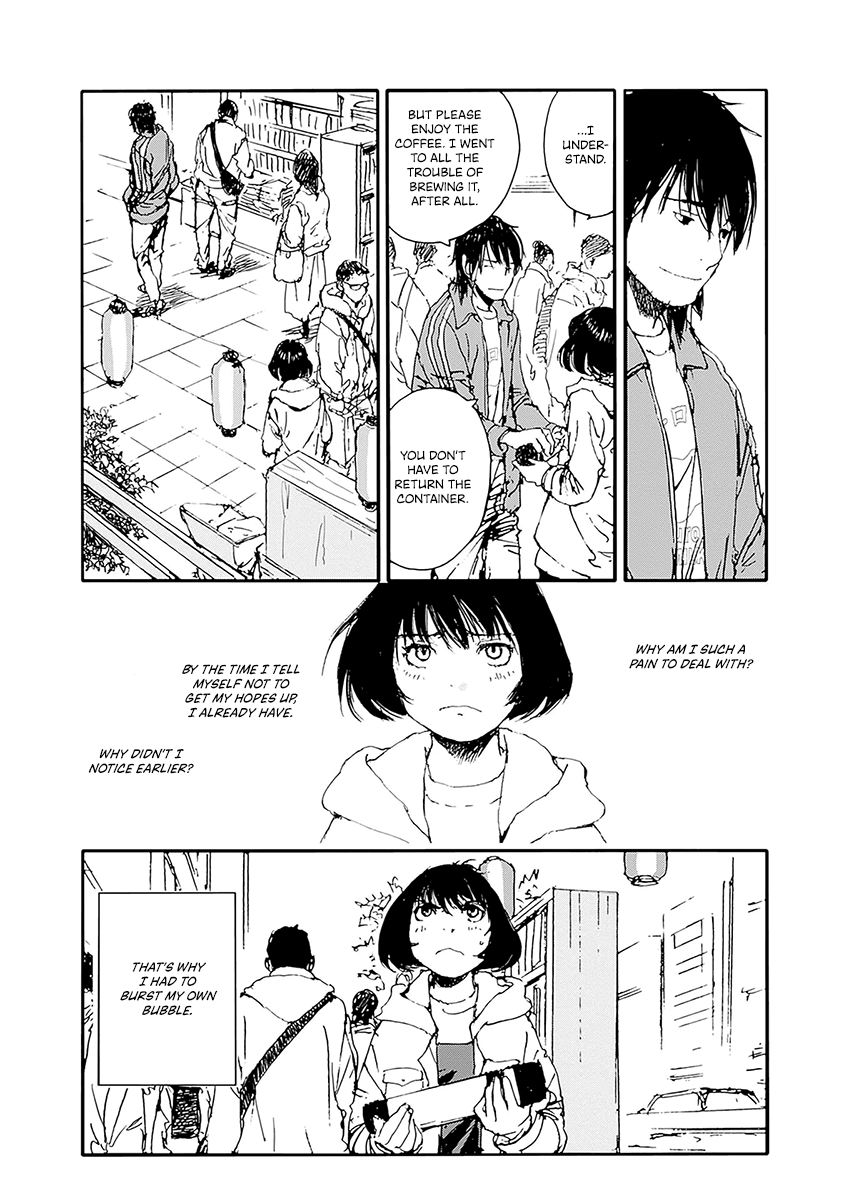 ...I
UNDER-
STAND.
BUT PLEASE
ENJOY THE
COFFEE. I WENT
TO ALL THE
TROUBLE OF
BREWING IT,
AFTER ALL.
YOU DON'T
HAVE TO
RETURN THE
CONTAINER.
WHY AM I SUCH A
PAIN TO DEAL WITH?
BY THE TIME I TELL
MYSELF NOT TO
GET MY HOPES UP,
I ALREADY HAVE.
WHY DIDN'T I
NOTICE EARLIER?
THAT'S WHY
I HAD TO
BURST MY OWN
BUBBLE.